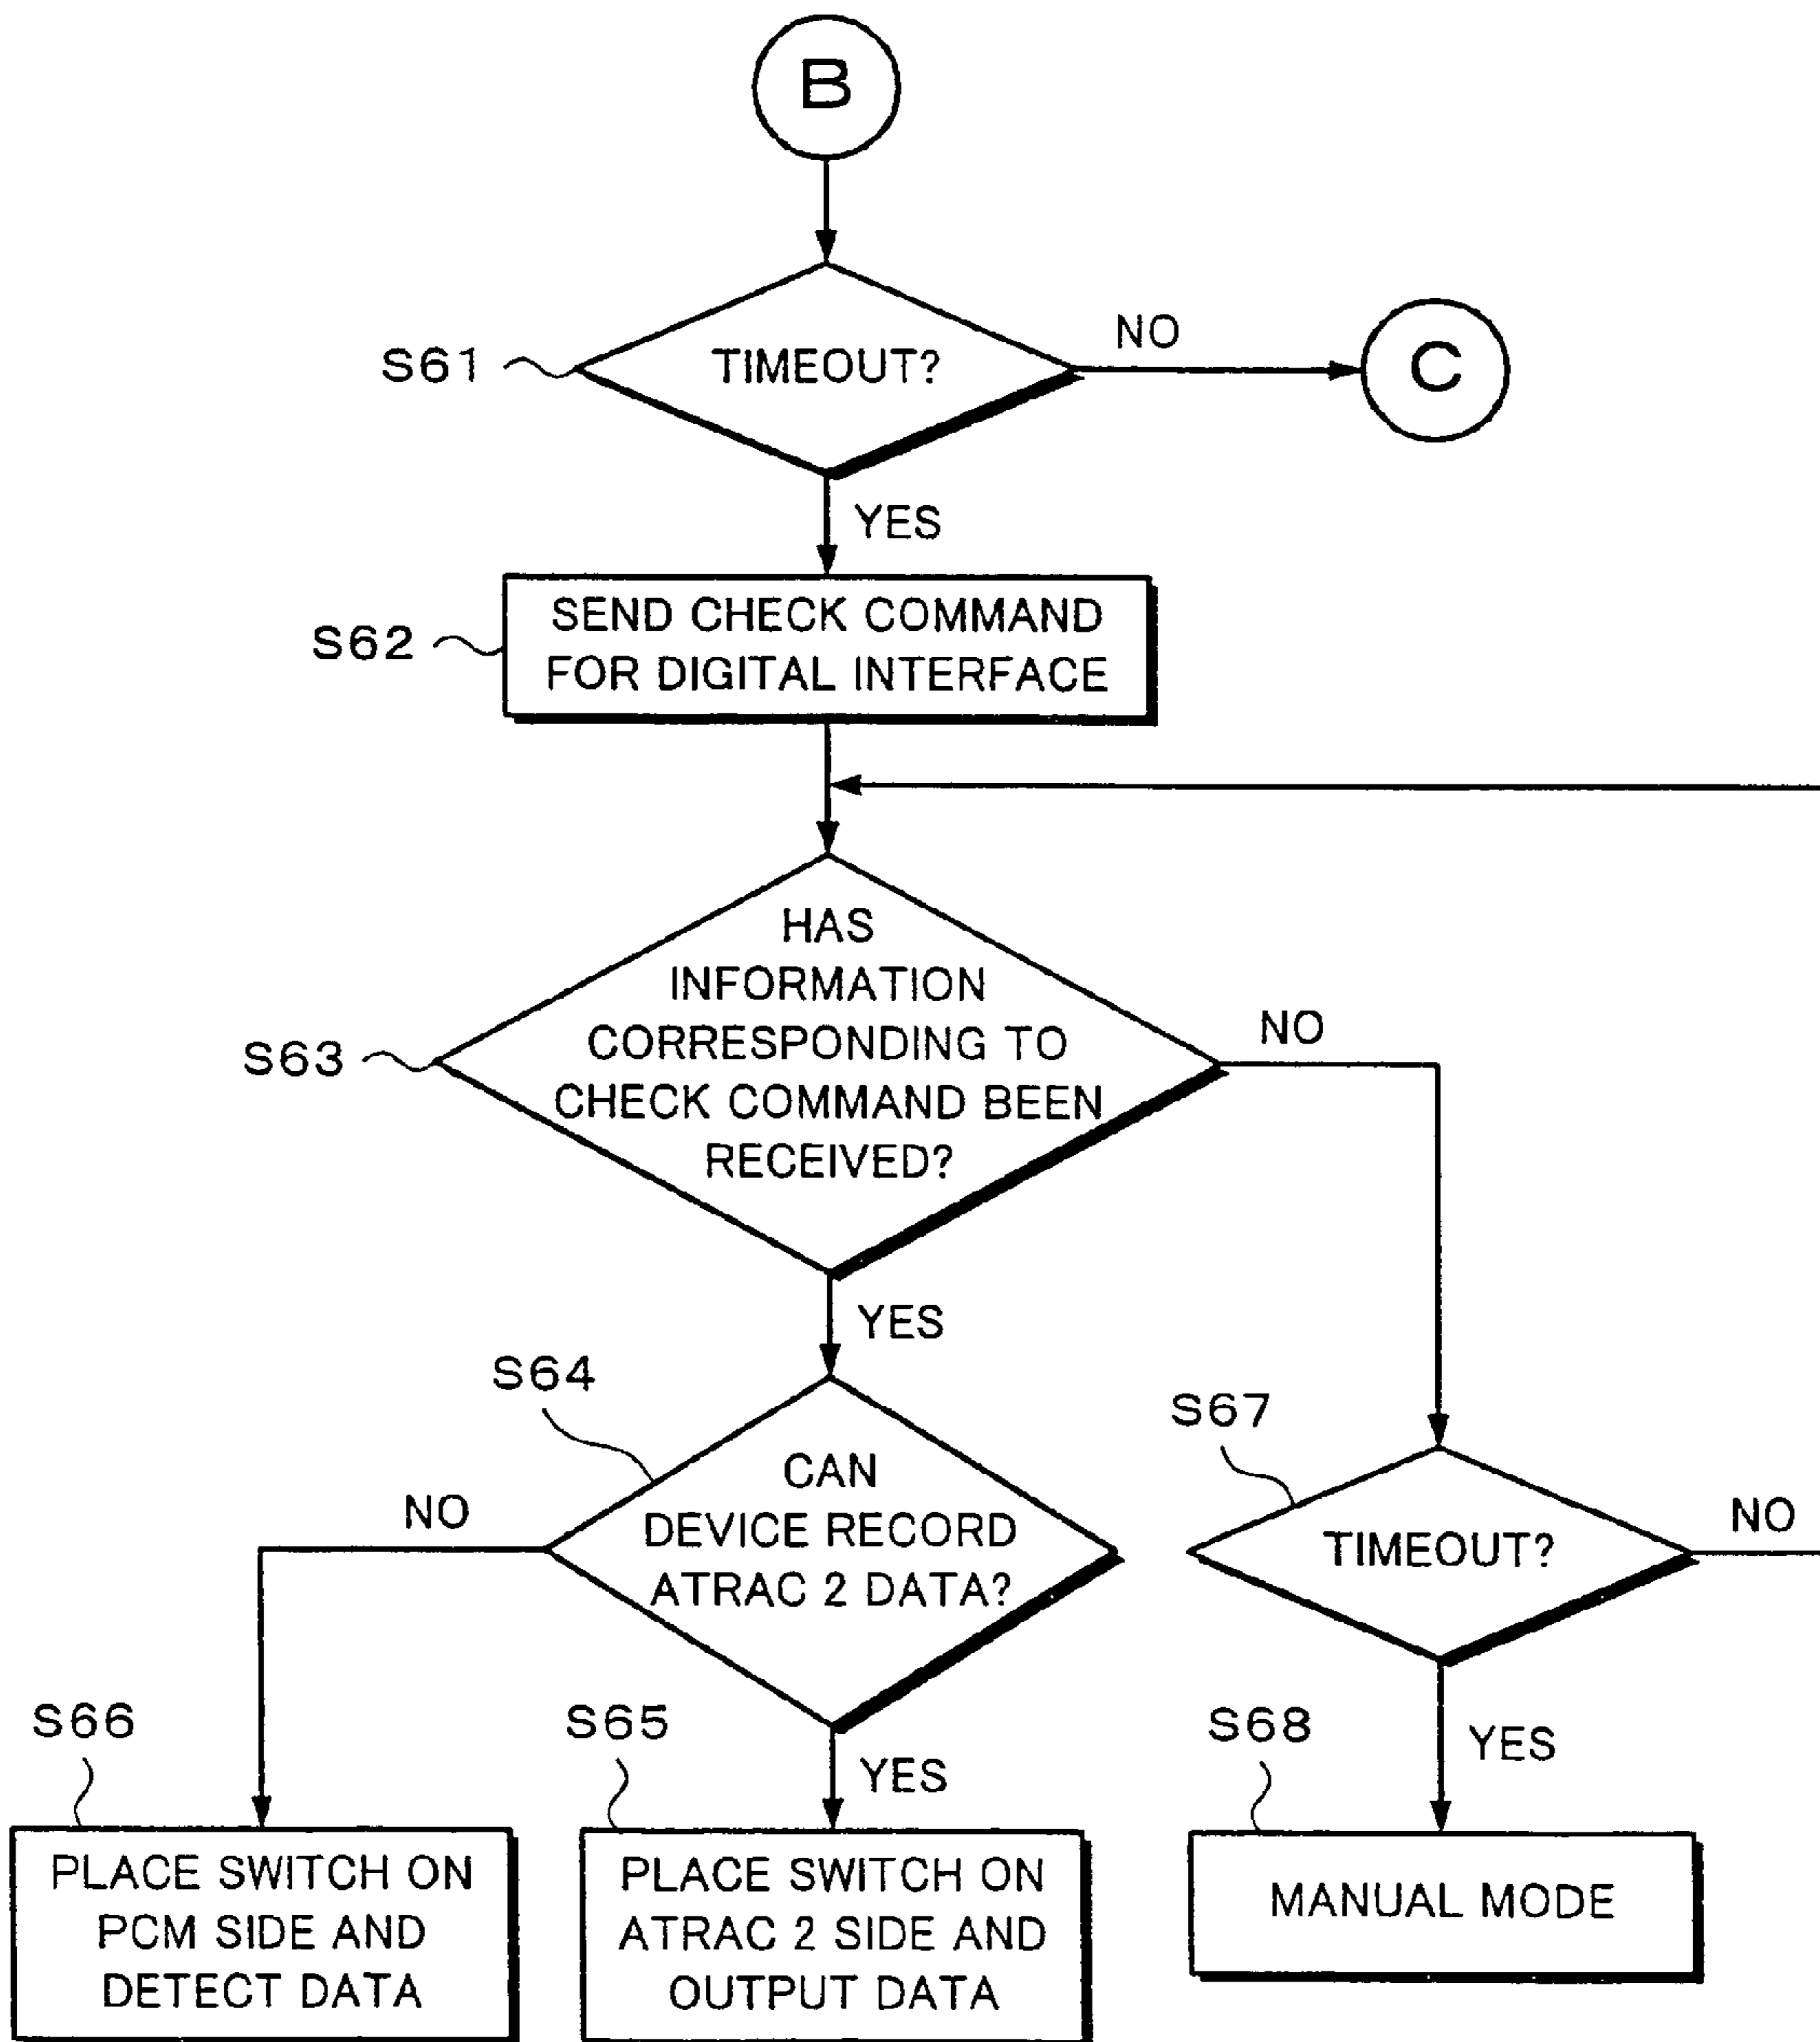 B
S61
TIMEOUT?
NO
C
YES
S62
SEND CHECK COMMAND
FOR DIGITAL INTERFACE
S63
HAS
INFORMATION
CORRESPONDING TO
CHECK COMMAND BEEN
RECEIVED?
NO
YES
S64
CAN
DEVICE RECORD
ATRAC 2 DATA?
NO
S67
TIMEOUT?
NO
S66
S65
YES
S68
YES
PLACE SWITCH ON
PCM SIDE AND
DETECT DATA
PLACE SWITCH ON
ATRAC 2 SIDE AND
OUTPUT DATA
MANUAL MODE